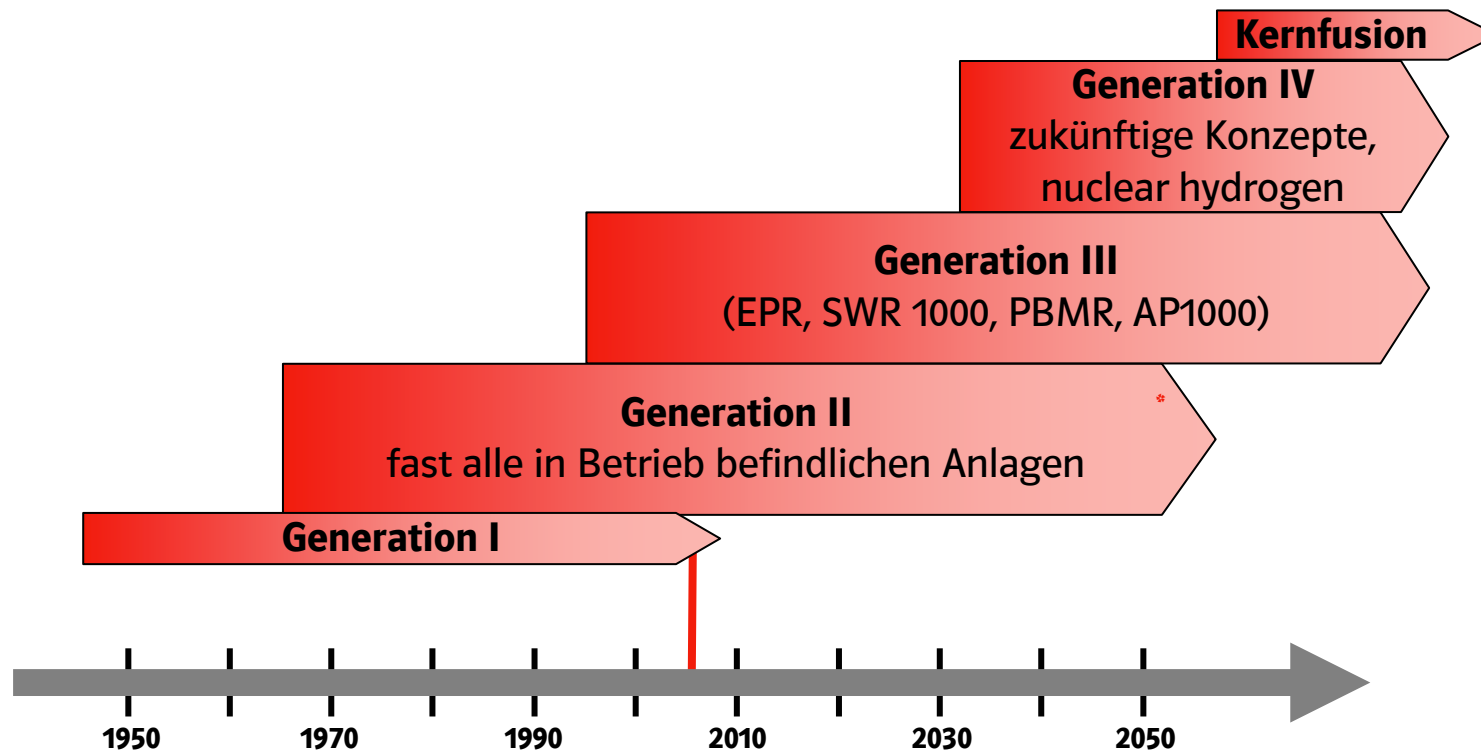 Kernfusion
Generation IV
zukünftige Konzepte,
nuclear hydrogen
Generation III
(EPR, SWR 1000, PBMR, AP1000)
Generation II
fast alle in Betrieb befindlichen Anlagen
Generation I
1950 1970 1990 2010 2030 2050